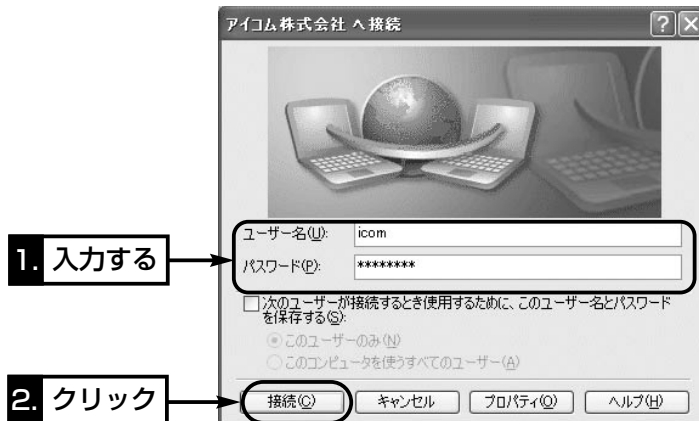 アイコム株式会社 へ接続
ユーザー名(U): icom
パスワード(P): ********
1. 入力する
次のユーザーが接続するとき使用するために、このユーザー名とパスワード
を保存する(S):
このユーザーのみ(N)
このコンピュータを使うすべてのユーザー(A)
2. クリック
接続(C) キャンセル プロパティ(O) ヘルプ(H)